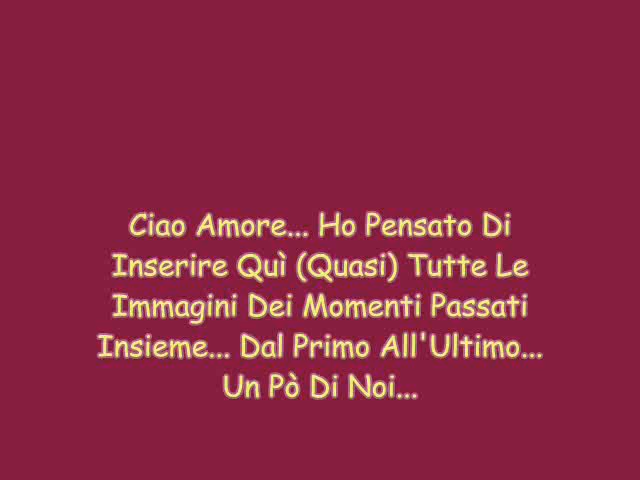 Ciao Amore... Ho Pensato Di
Inserire Quì (Quasi) Tutte Le
Immagini Dei Momenti Passati
Insieme... Dal Primo All'Ultimo...
Un Pò Di Noi...